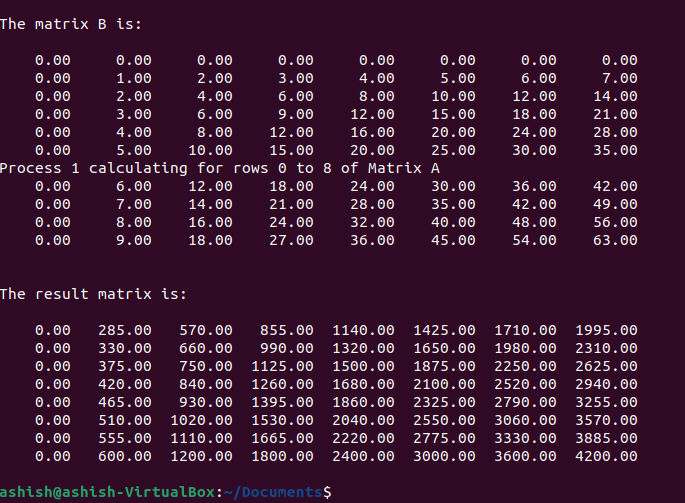 The matrix B is:
0.00 0.00 0.00 0.00 0.00 0.00 0.00 0.00
0.00 1.00 2.00 3.00 4.00 5.00 6.00 7.00
0.00 2.00 4.00 6.00 8.00 10.00 12.00 14.00
0.00 3.00 6.00 9.00 12.00 15.00 18.00 21.00
0.00 4.00 8.00 12.00 16.00 20.00 24.00 28.00
0.00 5.00 10.00 15.00 20.00 25.00 30.00 35.00
Process 1 calculating for rows 0 to 8 of Matrix A
0.00 6.00 12.00 18.00 24.00 30.00 36.00 42.00
0.00 7.00 14.00 21.00 28.00 35.00 42.00 49.00
0.00 8.00 16.00 24.00 32.00 40.00 48.00 56.00
0.00 9.00 18.00 27.00 36.00 45.00 54.00 63.00
The result matrix is:
0.00 285.00 570.00 855.00 1140.00 1425.00 1710.00 1995.00
0.00 330.00 660.00 990.00 1320.00 1650.00 1980.00 2310.00
0.00 375.00 750.00 1125.00 1500.00 1875.00 2250.00 2625.00
0.00 420.00 840.00 1260.00 1680.00 2100.00 2520.00 2940.00
0.00 465.00 930.00 1395.00 1860.00 2325.00 2790.00 3255.00
0.00 510.00 1020.00 1530.00 2040.00 2550.00 3060.00 3570.00
0.00 555.00 1110.00 1665.00 2220.00 2775.00 3330.00 3885.00
0.00 600.00 1200.00 1800.00 2400.00 3000.00 3600.00 4200.00
ashish@ashish-VirtualBox:~/Documents$